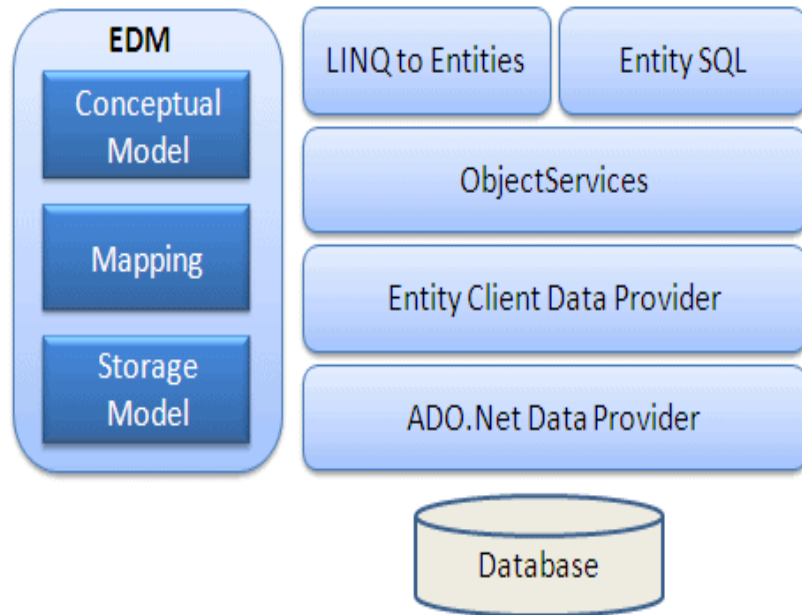 EDM
Conceptual
Model
Mapping
Storage
Model
LINQ to Entities
Entity SQL
ObjectServices
Entity Client Data Provider
ADO.Net Data Provider
Database